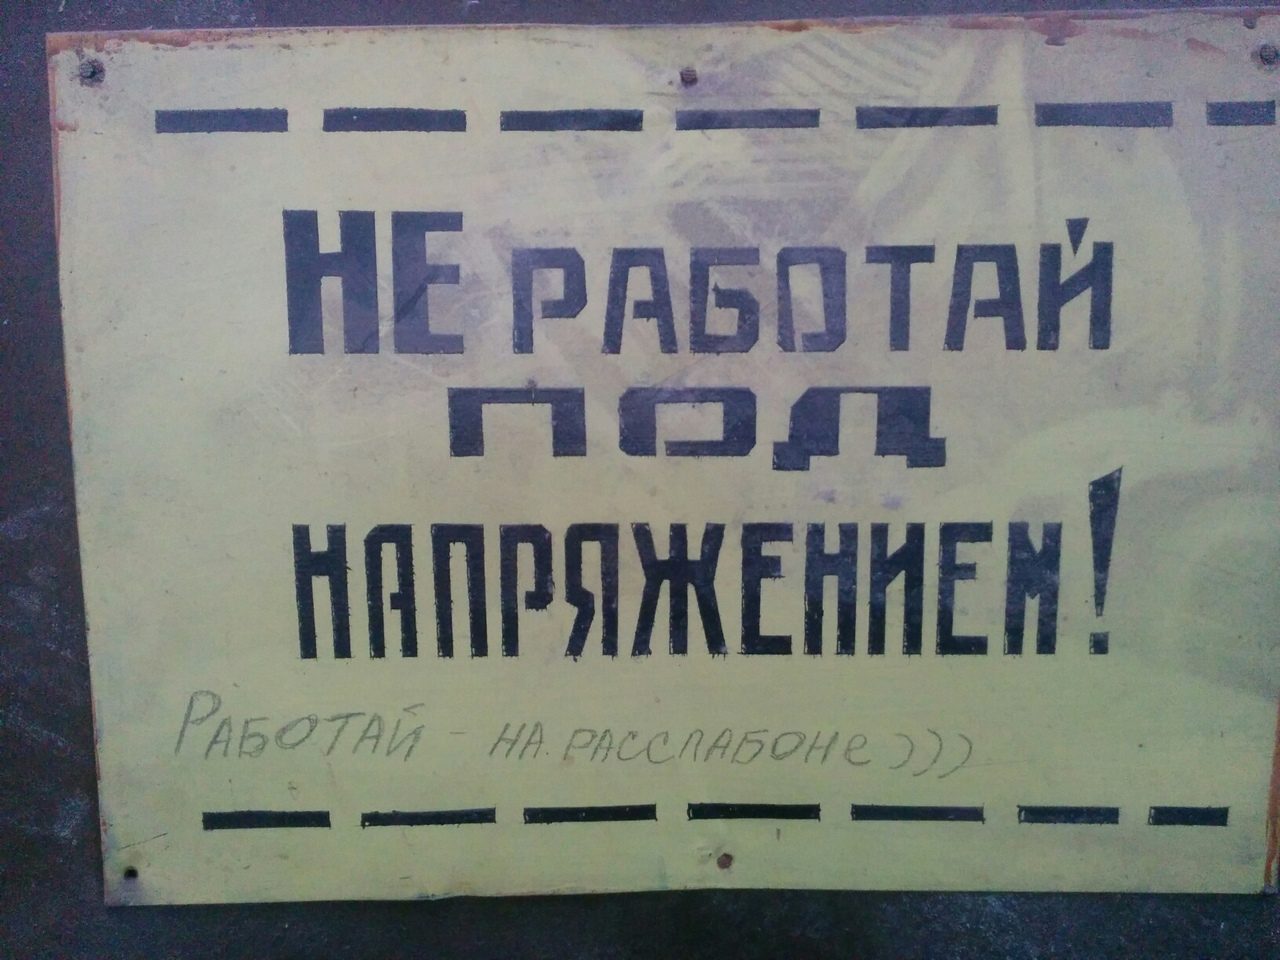 НЕ РАБОТАЙ
ПОД
НАПРЯЖЕНИЕМ!
РАБОТАЙ - НА РАССЛАБОНе)))